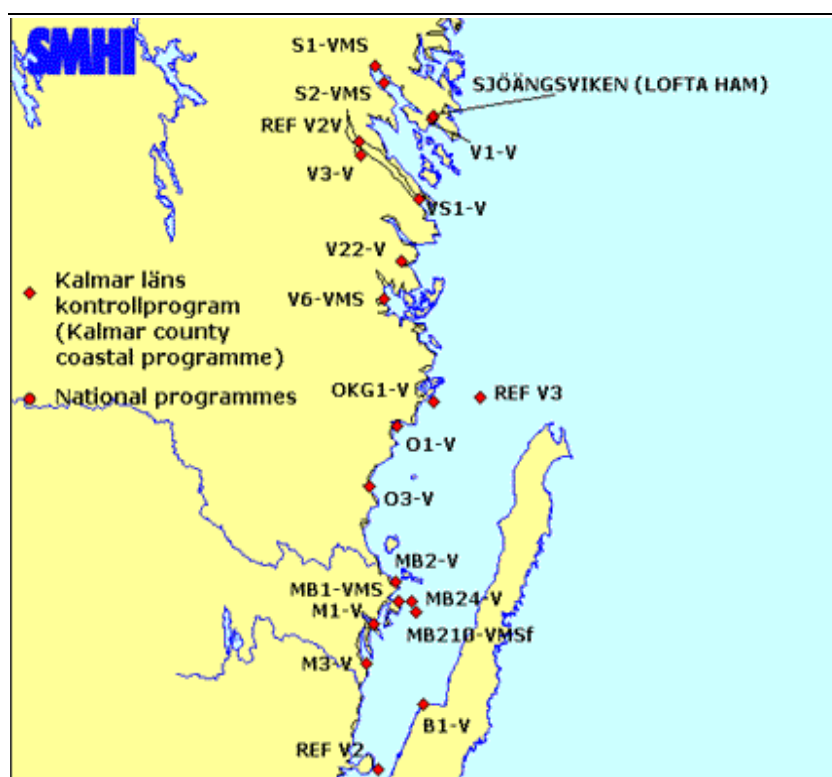 SMHI
S1-VMS
SJÖÄNGSVIKEN (LOFTA HAM)
S2-VMS
REF V2V
V1-V
V3-V
VS1-V
V22-V
Kalmar läns
kontrollprogram
(Kalmar county
coastal programme)
V6-VMS
National programmes
OKG1-V
REF V3
O1-V
O3-V
MB2-V
MB1-VMS
MB24-V
M1-V
MB210-VMSf
M3-V
B1-V
REF V2